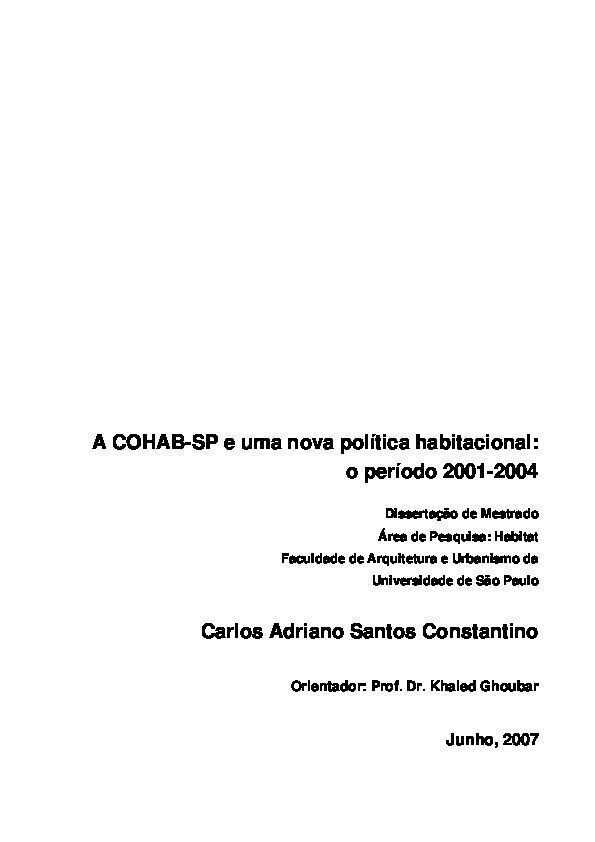 A COHAB-SP e uma nova política habitacional:
o período 2001-2004
Dissertação de Mestrado
Área de Pesquisa: Habitat
Faculdade de Arquitetura e Urbanismo da
Universidade de São Paulo
Carlos Adriano Santos Constantino
Orientador: Prof. Dr. Khaled Ghoubar
Junho, 2007